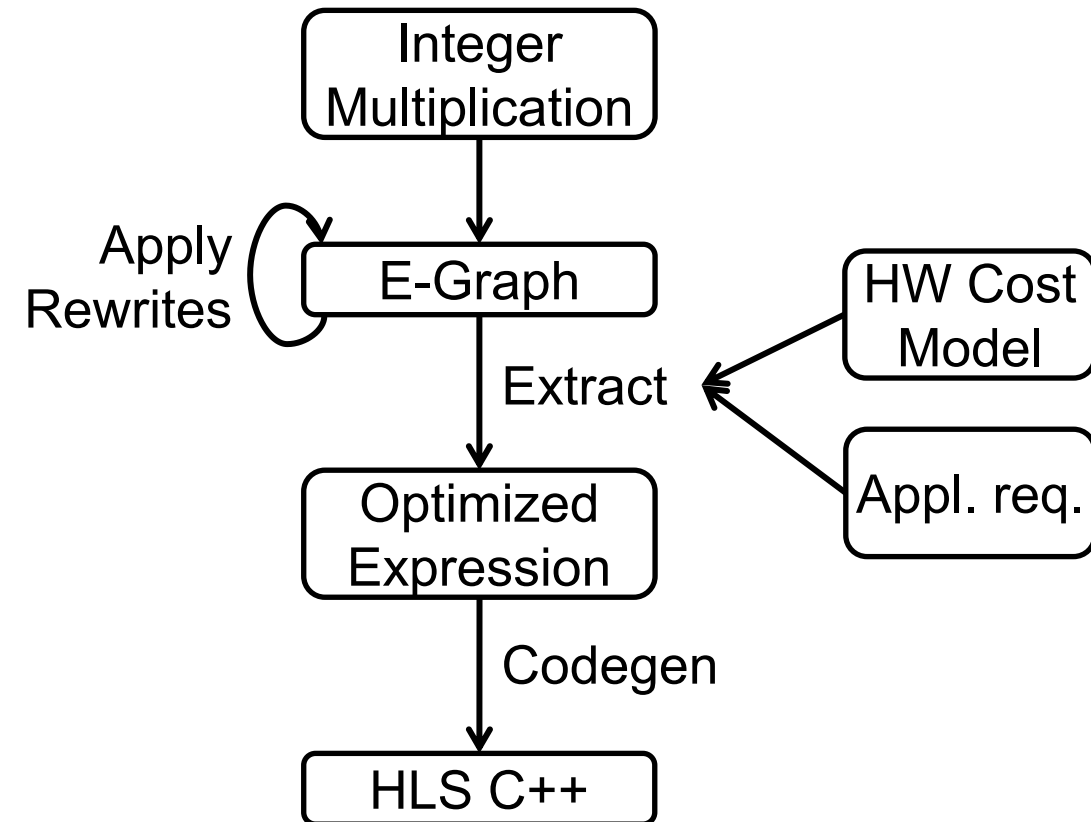 Integer
Multiplication
Apply
Rewrites
E-Graph
HW Cost
Model
Extract
Appl. req.
Optimized
Expression
Codegen
HLS C++